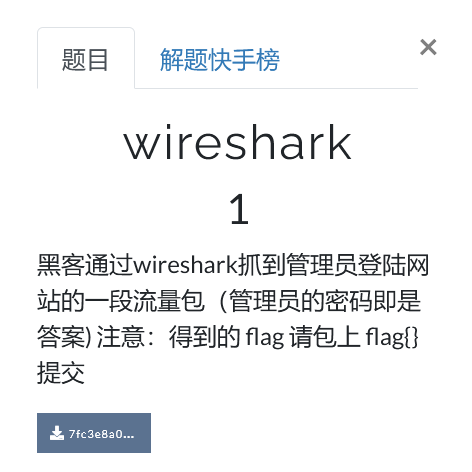 题目 解题快手榜 ×
wireshark
1
黑客通过wireshark抓到管理员登陆网
站的一段流量包（管理员的密码即是
答案) 注意：得到的 flag 请包上 flag{}
提交
7fc3e8a0...